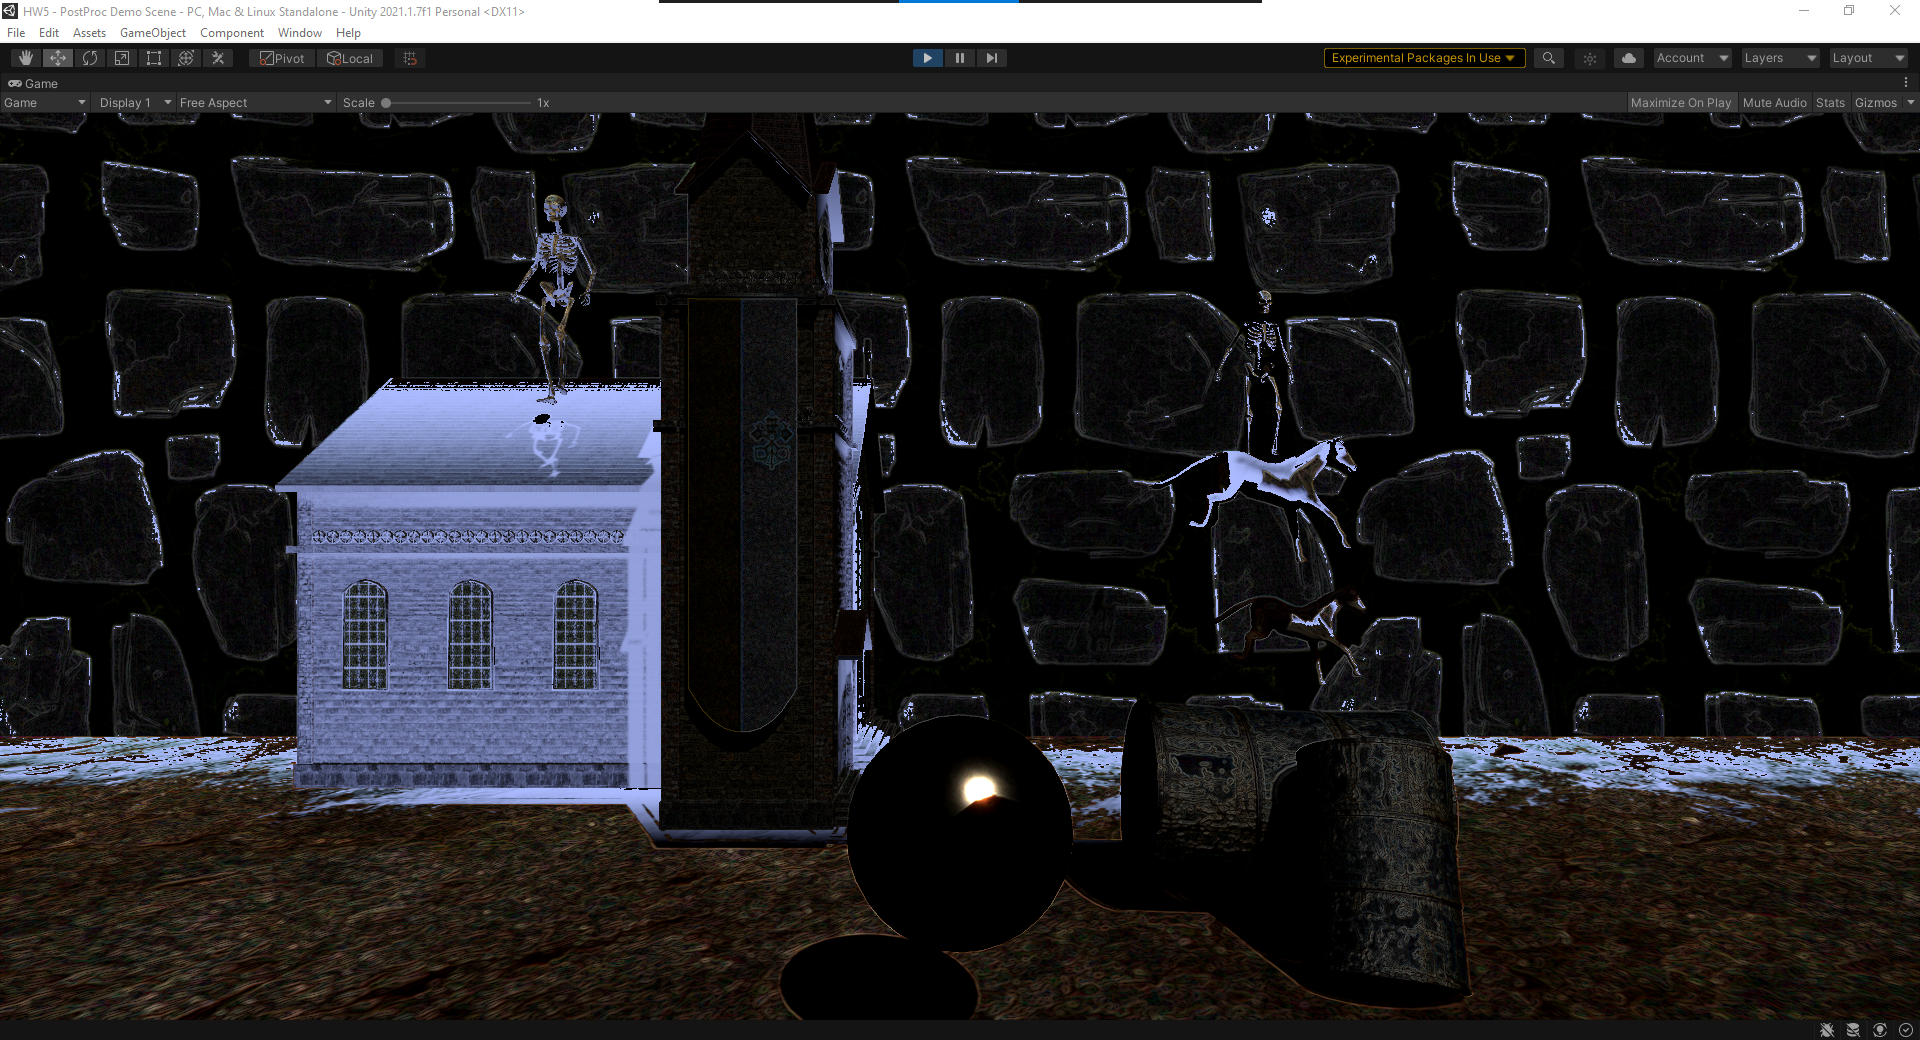 HW5 - PostProc Demo Scene - PC, Mac & Linux Standalone - Unity 2021.1.7f1 Personal <DX11>
File Edit Assets GameObject Component Window Help
Pivot Local Experimental Packages In Use Account Layers Layout
Game
Game Display 1 Free Aspect Scale 1x Maximize On Play Mute Audio Stats Gizmos